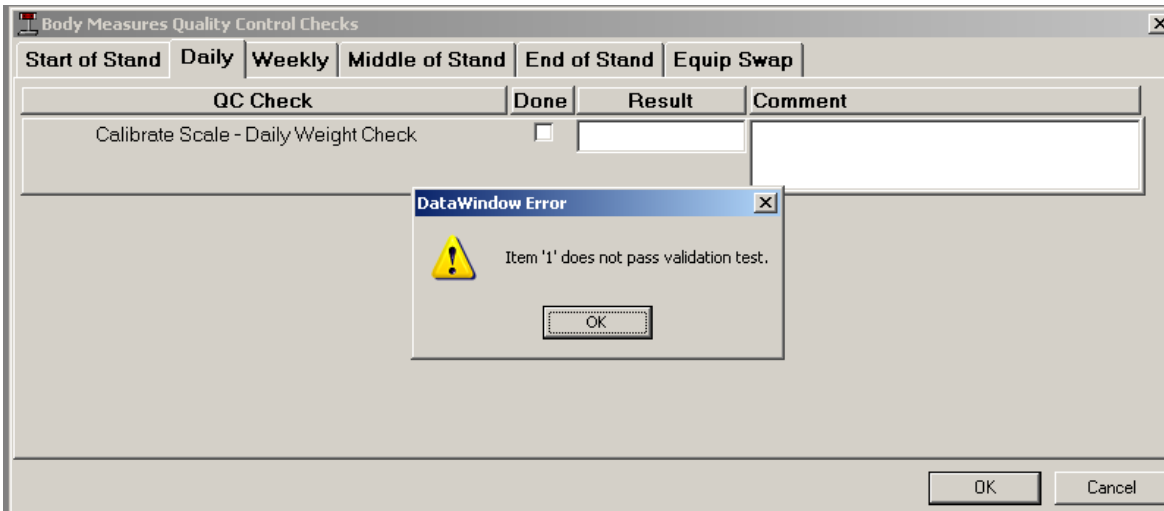 Body Measures Quality Control Checks
Start of Stand Daily Weekly Middle of Stand End of Stand Equip Swap
QC Check Done Result Comment
Calibrate Scale - Daily Weight Check
DataWindow Error
Item '1' does not pass validation test.
OK
OK Cancel